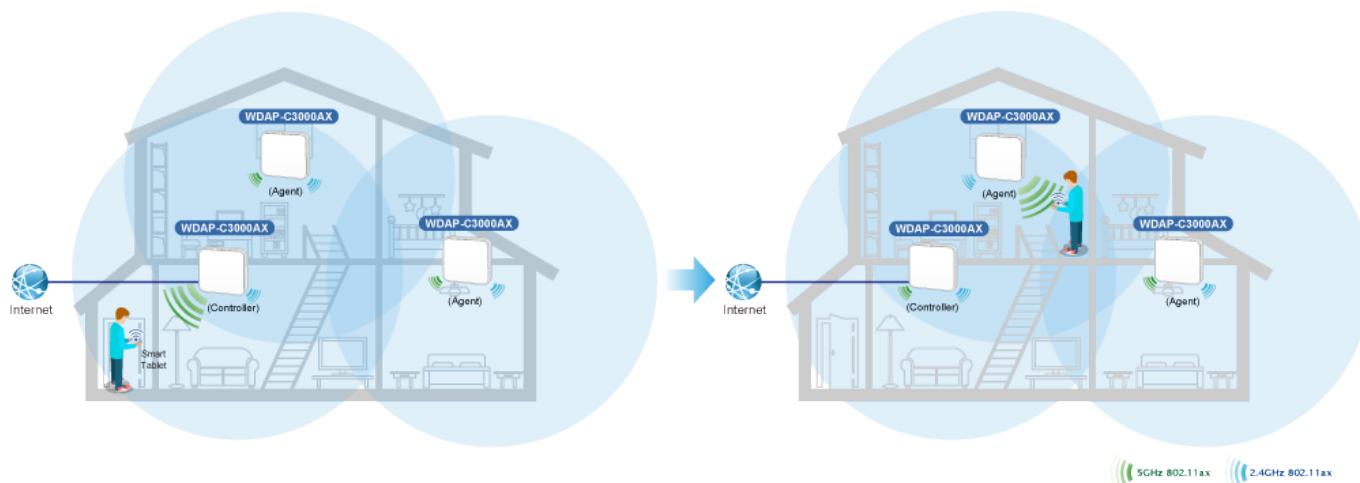 WDAP-C3000AX
(Agent)
WDAP-C3000AX
(Controller)
WDAP-C3000AX
(Agent)
Internet
Smart
Tablet
WDAP-C3000AX
(Agent)
WDAP-C3000AX
(Controller)
WDAP-C3000AX
(Agent)
Internet
5GHz 802.11ax
2.4GHz 802.11ax